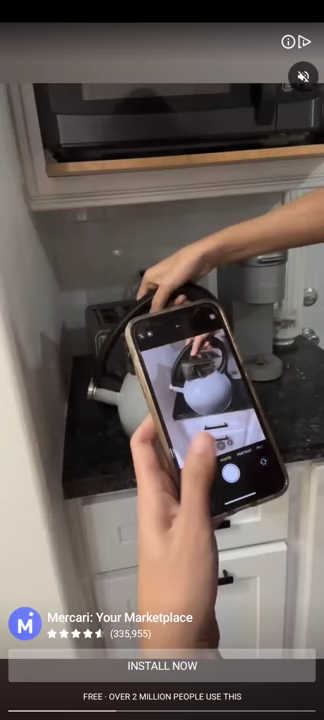 Mercari: Your Marketplace
(335,955)
INSTALL NOW
FREE · OVER 2 MILLION PEOPLE USE THIS